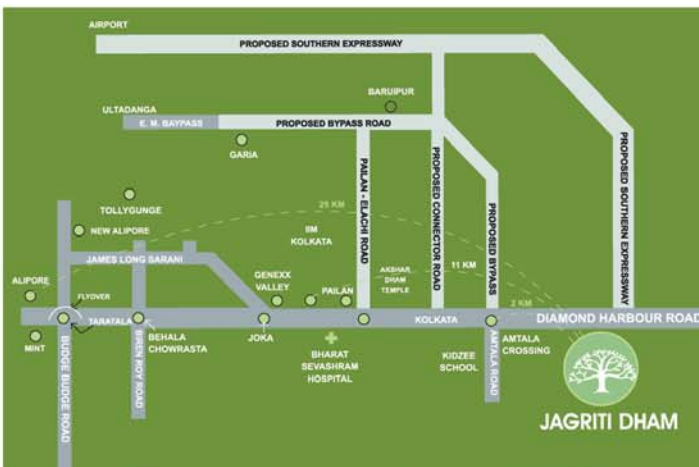 AIRPORT
PROPOSED SOUTHERN EXPRESSWAY
BARUIPUR
ULTADANGA
E. M. BAYPASS
PROPOSED BYPASS ROAD
GARIA
PAILAN - ELACHI ROAD
PROPOSED CONNECTOR ROAD
PROPOSED BYPASS
PROPOSED SOUTHERN EXPRESSWAY
TOLLYGUNGE
25 KM
NEW ALIPORE
IIM
KOLKATA
JAMES LONG SARANI
11 KM
ALIPORE
GENEXX
VALLEY
PAILAN
AKSHAR
DHAM
TEMPLE
FLYOVER
2 KM
TARATALA
KOLKATA
DIAMOND HARBOUR ROAD
MINT
BUDGE BUDGE ROAD
BIREN ROY ROAD
BEHALA
CHOWRASTA
JOKA
BHARAT
SEVASHRAM
HOSPITAL
KIDZEE
SCHOOL
AMTALA ROAD
AMTALA
CROSSING
JAGRITI DHAM